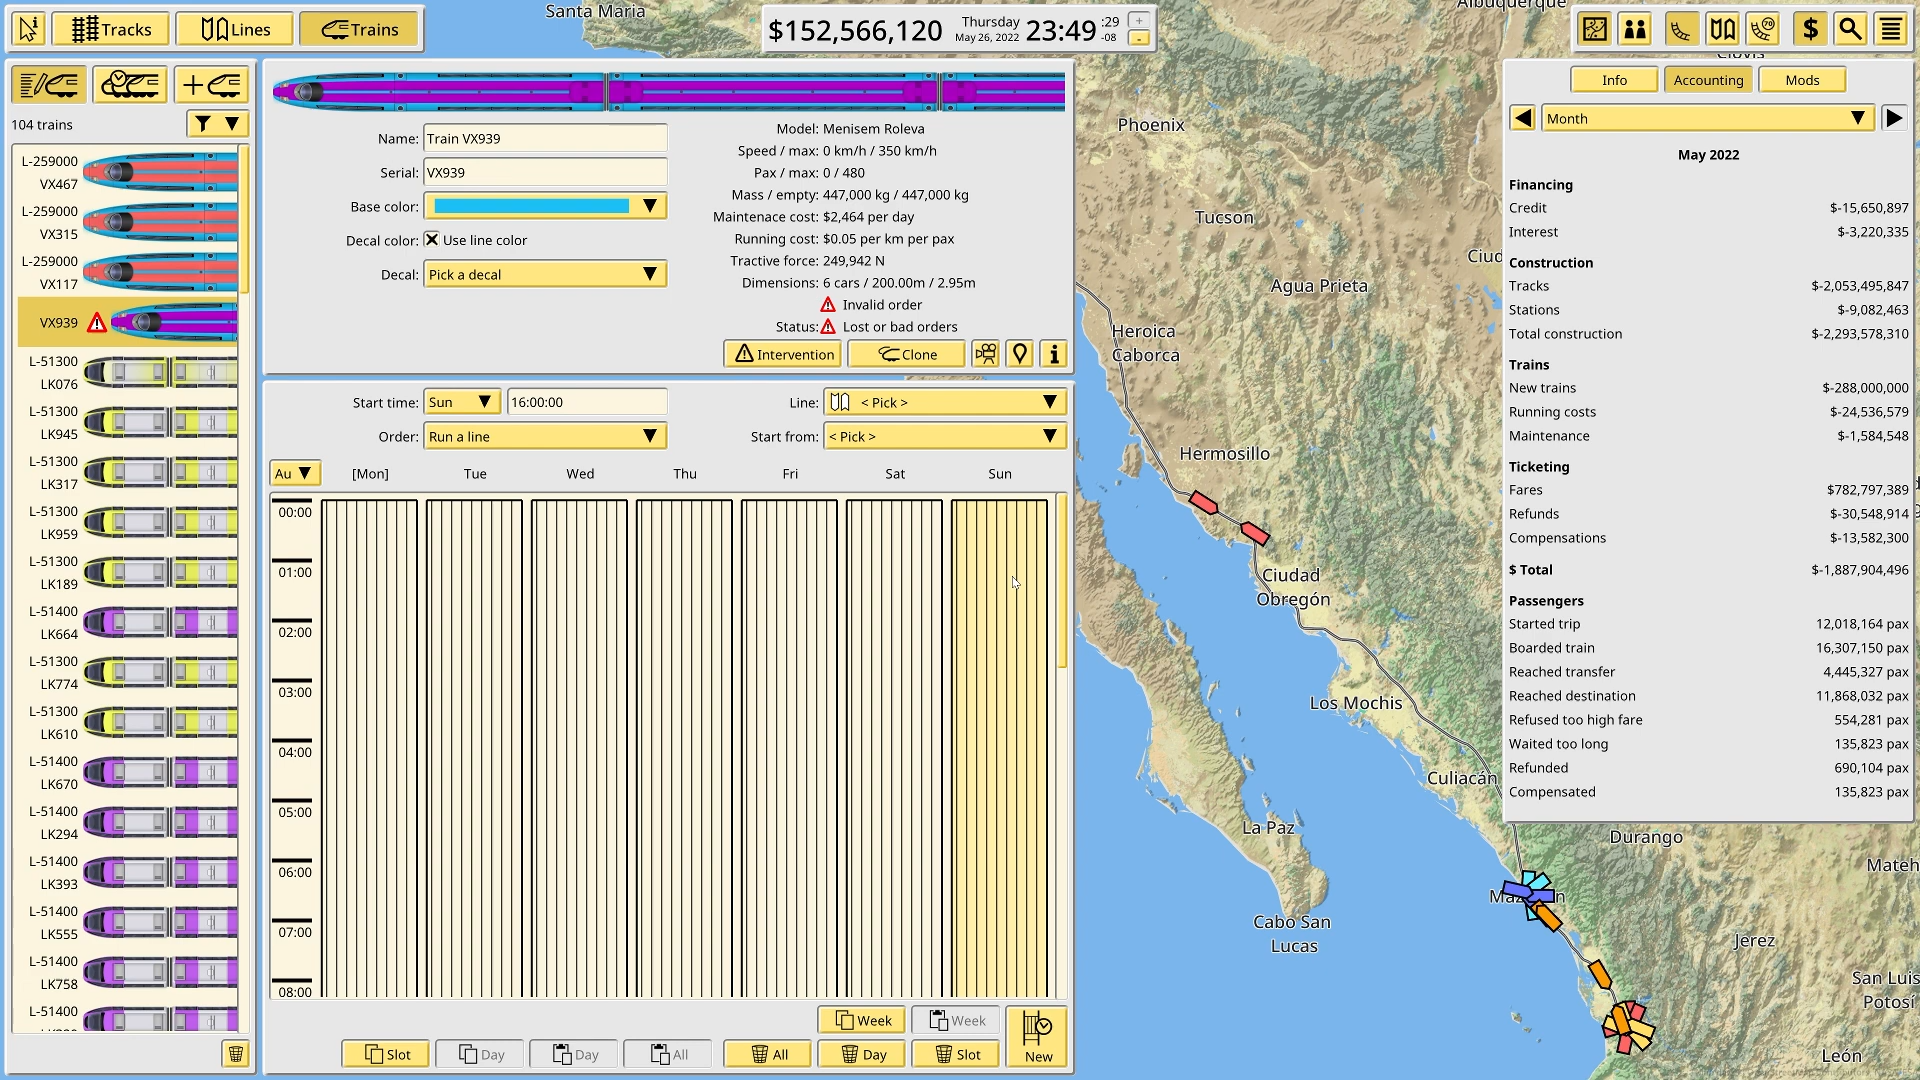 Tracks
Lines
Trains
Santa Maria
$152,566,120
Thursday
May 26, 2022
23:49
:29
-08
+
-
104 trains
L-259000
VX467
L-259000
VX315
L-259000
VX117
VX939
L-51300
LK076
L-51300
LK945
L-51300
LK317
L-51300
LK959
L-51300
LK189
L-51400
LK664
L-51300
LK774
L-51300
LK610
L-51400
LK670
L-51400
LK294
L-51400
LK393
L-51400
LK555
L-51400
LK758
L-51400
Name: Train VX939
Serial: VX939
Base color:
Decal color: Use line color
Decal: Pick a decal
Model: Menisem Roleva
Speed / max: 0 km/h / 350 km/h
Pax / max: 0 / 480
Mass / empty: 447,000 kg / 447,000 kg
Maintenace cost: $2,464 per day
Running cost: $0.05 per km per pax
Tractive force: 249,942 N
Dimensions: 6 cars / 200.00m / 2.95m
Invalid order
Status: Lost or bad orders
Intervention
Clone
Start time: Sun 16:00:00
Line: < Pick >
Order: Run a line
Start from: < Pick >
Au [Mon] Tue Wed Thu Fri Sat Sun
00:00
01:00
02:00
03:00
04:00
05:00
06:00
07:00
08:00
Week
Week
New
Slot
Day
Day
All
All
Day
Slot
Phoenix
Tucson
Agua Prieta
Heroica
Caborca
Hermosillo
Ciudad
Obregón
Los Mochis
Culiacán
La Paz
Cabo San
Lucas
Durango
Jerez
San Luis
Potosí
León
70
Info
Accounting
Mods
Month
May 2022
Financing
Credit $-15,650,897
Interest $-3,220,335
Construction
Tracks $-2,053,495,847
Stations $-9,082,463
Total construction $-2,293,578,310
Trains
New trains $-288,000,000
Running costs $-24,536,579
Maintenance $-1,584,548
Ticketing
Fares $782,797,389
Refunds $-30,548,914
Compensations $-13,582,300
$ Total $-1,887,904,496
Passengers
Started trip 12,018,164 pax
Boarded train 16,307,150 pax
Reached transfer 4,445,327 pax
Reached destination 11,868,032 pax
Refused too high fare 554,281 pax
Waited too long 135,823 pax
Refunded 690,104 pax
Compensated 135,823 pax